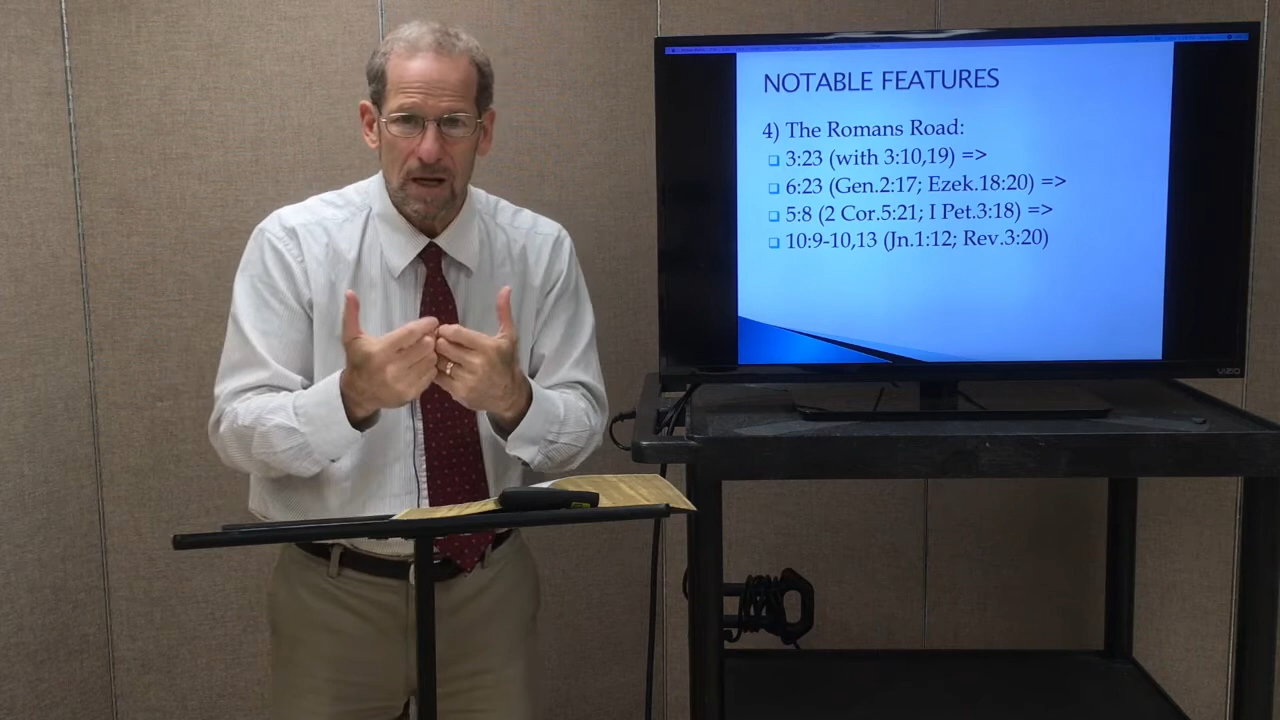 NOTABLE FEATURES
4) The Romans Road:
3:23 (with 3:10,19) =>
6:23 (Gen.2:17; Ezek.18:20) =>
5:8 (2 Cor.5:21; I Pet.3:18) =>
10:9-10,13 (Jn.1:12; Rev.3:20)
VIZIO